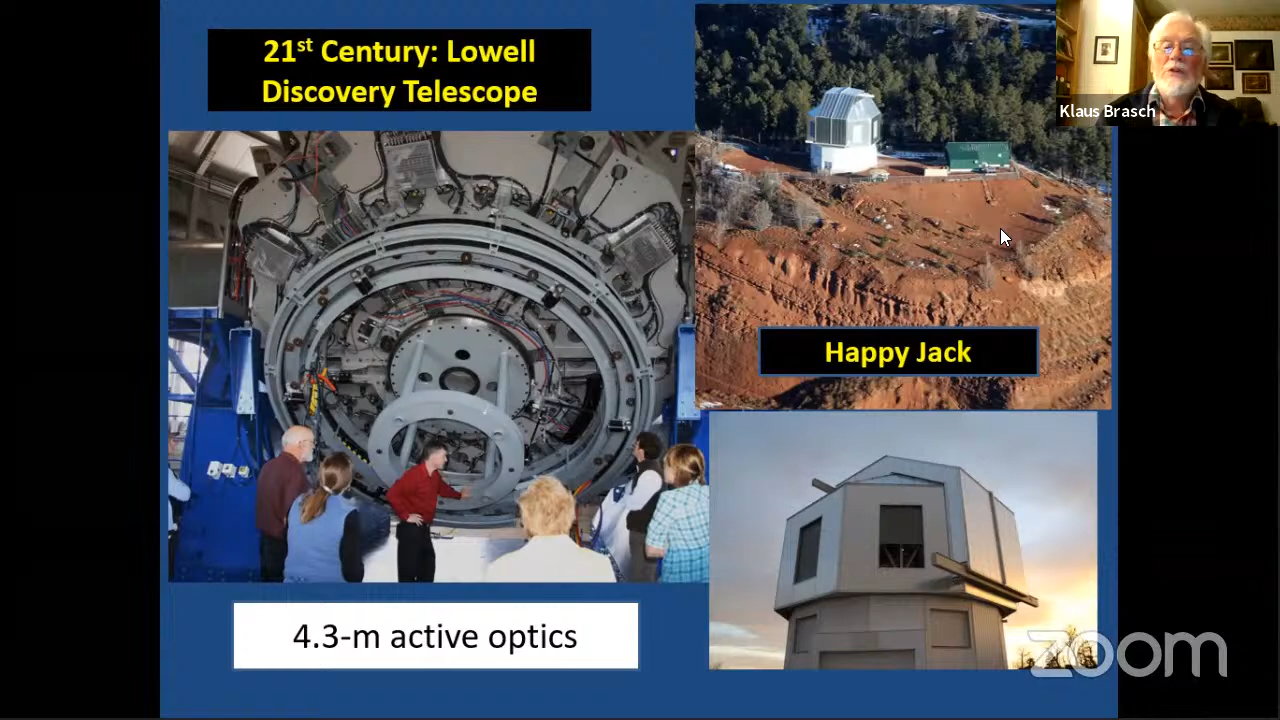 21st Century: Lowell
Discovery Telescope
Klaus Brasch
Happy Jack
4.3-m active optics
zoom